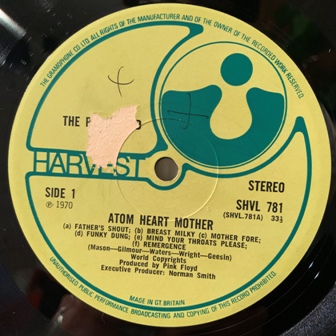 THE GRAMOPHONE CO. LTD. ALL RIGHTS OF THE MANUFACTURER AND OF THE OWNER OF THE RECORDED WORK RESERVED.
THE P
HARVEST
SIDE 1
STEREO
℗ 1970
SHVL 781
(SHVL.781A) 33⅓
ATOM HEART MOTHER
(a) FATHER'S SHOUT; (b) BREAST MILKY (c) MOTHER FORE;
(d) FUNKY DUNG; (e) MIND YOUR THROATS PLEASE;
(f) REMERGENCE
(Mason—Gilmour—Waters—Wright—Geesin)
World Copyrights
Produced by Pink Floyd
Executive Producer: Norman Smith
MADE IN GT BRITAIN
UNAUTHORISED PUBLIC PERFORMANCE BROADCASTING AND COPYING OF THIS RECORD PROHIBITED.